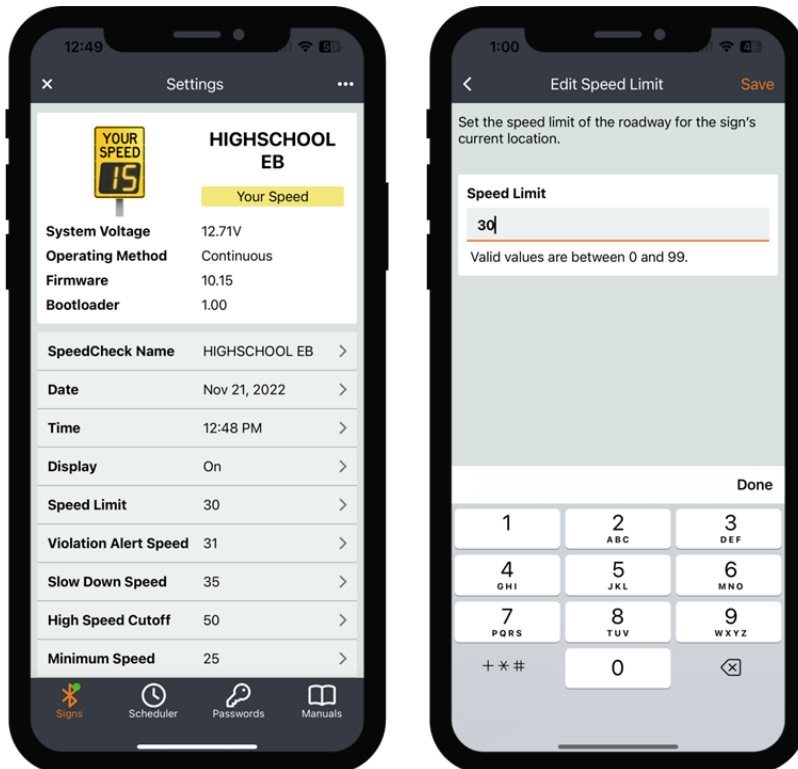 12:49
50
Settings
YOUR
SPEED
15
HIGHSCHOOL
EB
Your Speed
System Voltage 12.71V
Operating Method Continuous
Firmware 10.15
Bootloader 1.00
SpeedCheck Name HIGHSCHOOL EB
Date Nov 21, 2022
Time 12:48 PM
Display On
Speed Limit 30
Violation Alert Speed 31
Slow Down Speed 35
High Speed Cutoff 50
Minimum Speed 25
Signs Scheduler Passwords Manuals
1:00
Edit Speed Limit Save
Set the speed limit of the roadway for the sign's
current location.
Speed Limit
30
Valid values are between 0 and 99.
Done
1 2 3
ABC DEF
4 5 6
GHI JKL MNO
7 8 9
PQRS TUV WXYZ
+*# 0